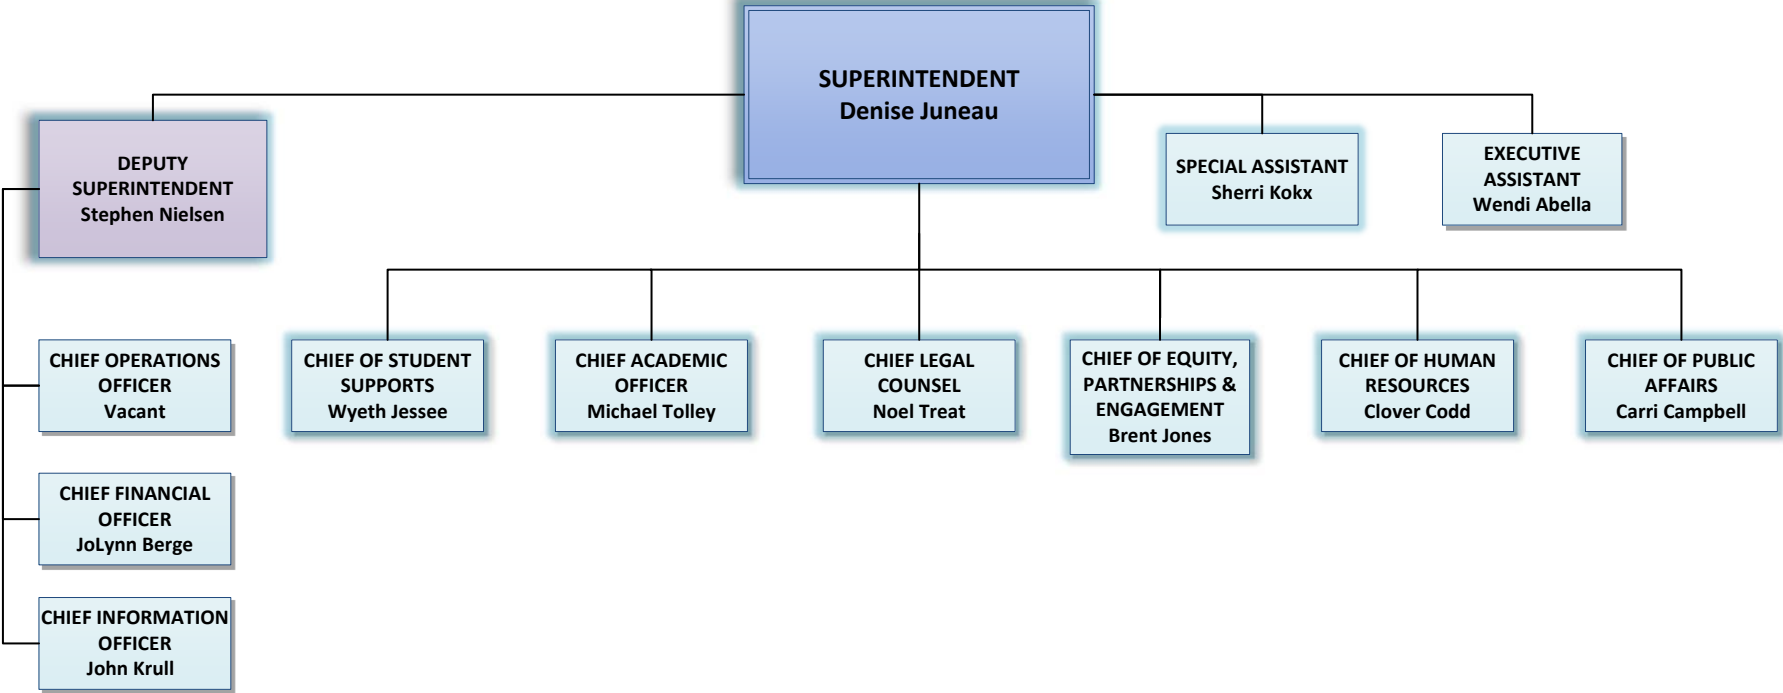 SUPERINTENDENT
Denise Juneau
DEPUTY
SUPERINTENDENT
Stephen Nielsen
SPECIAL ASSISTANT
Sherri Kokx
EXECUTIVE
ASSISTANT
Wendi Abella
CHIEF OPERATIONS
OFFICER
Vacant
CHIEF FINANCIAL
OFFICER
JoLynn Berge
CHIEF INFORMATION
OFFICER
John Krull
CHIEF OF STUDENT
SUPPORTS
Wyeth Jessee
CHIEF ACADEMIC
OFFICER
Michael Tolley
CHIEF LEGAL
COUNSEL
Noel Treat
CHIEF OF EQUITY,
PARTNERSHIPS &
ENGAGEMENT
Brent Jones
CHIEF OF HUMAN
RESOURCES
Clover Codd
CHIEF OF PUBLIC
AFFAIRS
Carri Campbell